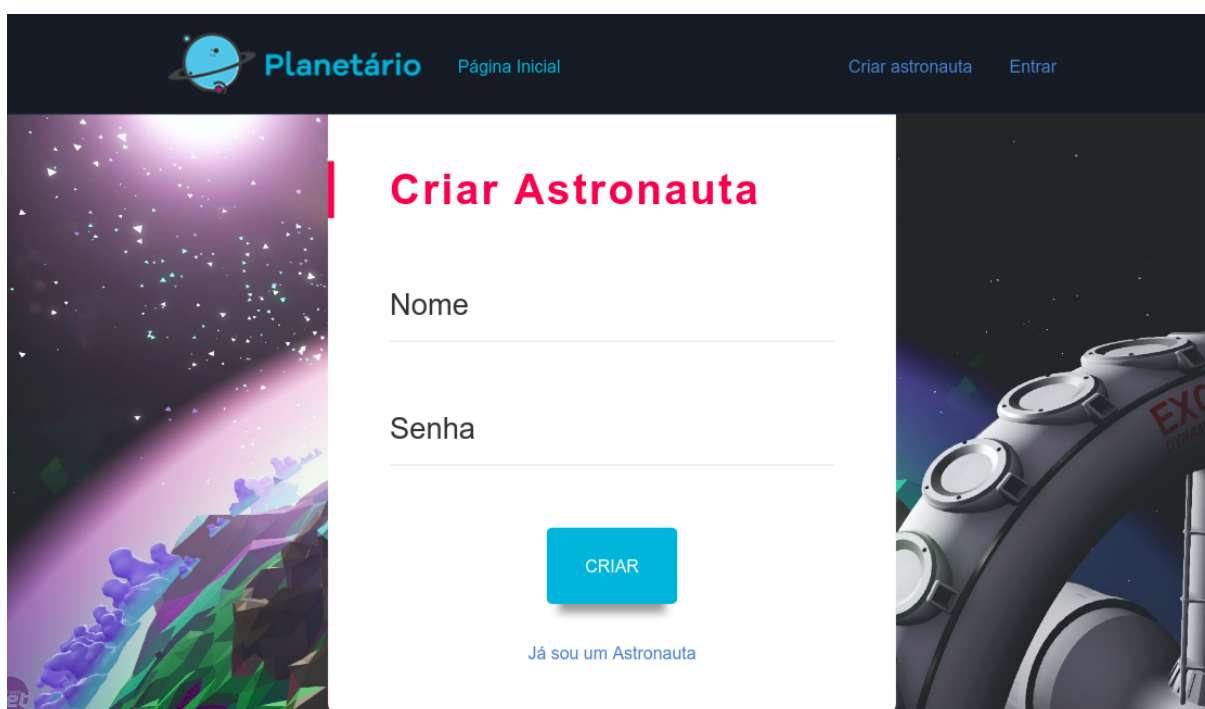 Planetário
Página Inicial
Criar astronauta
Entrar
Criar Astronauta
Nome
Senha
CRIAR
Já sou um Astronauta